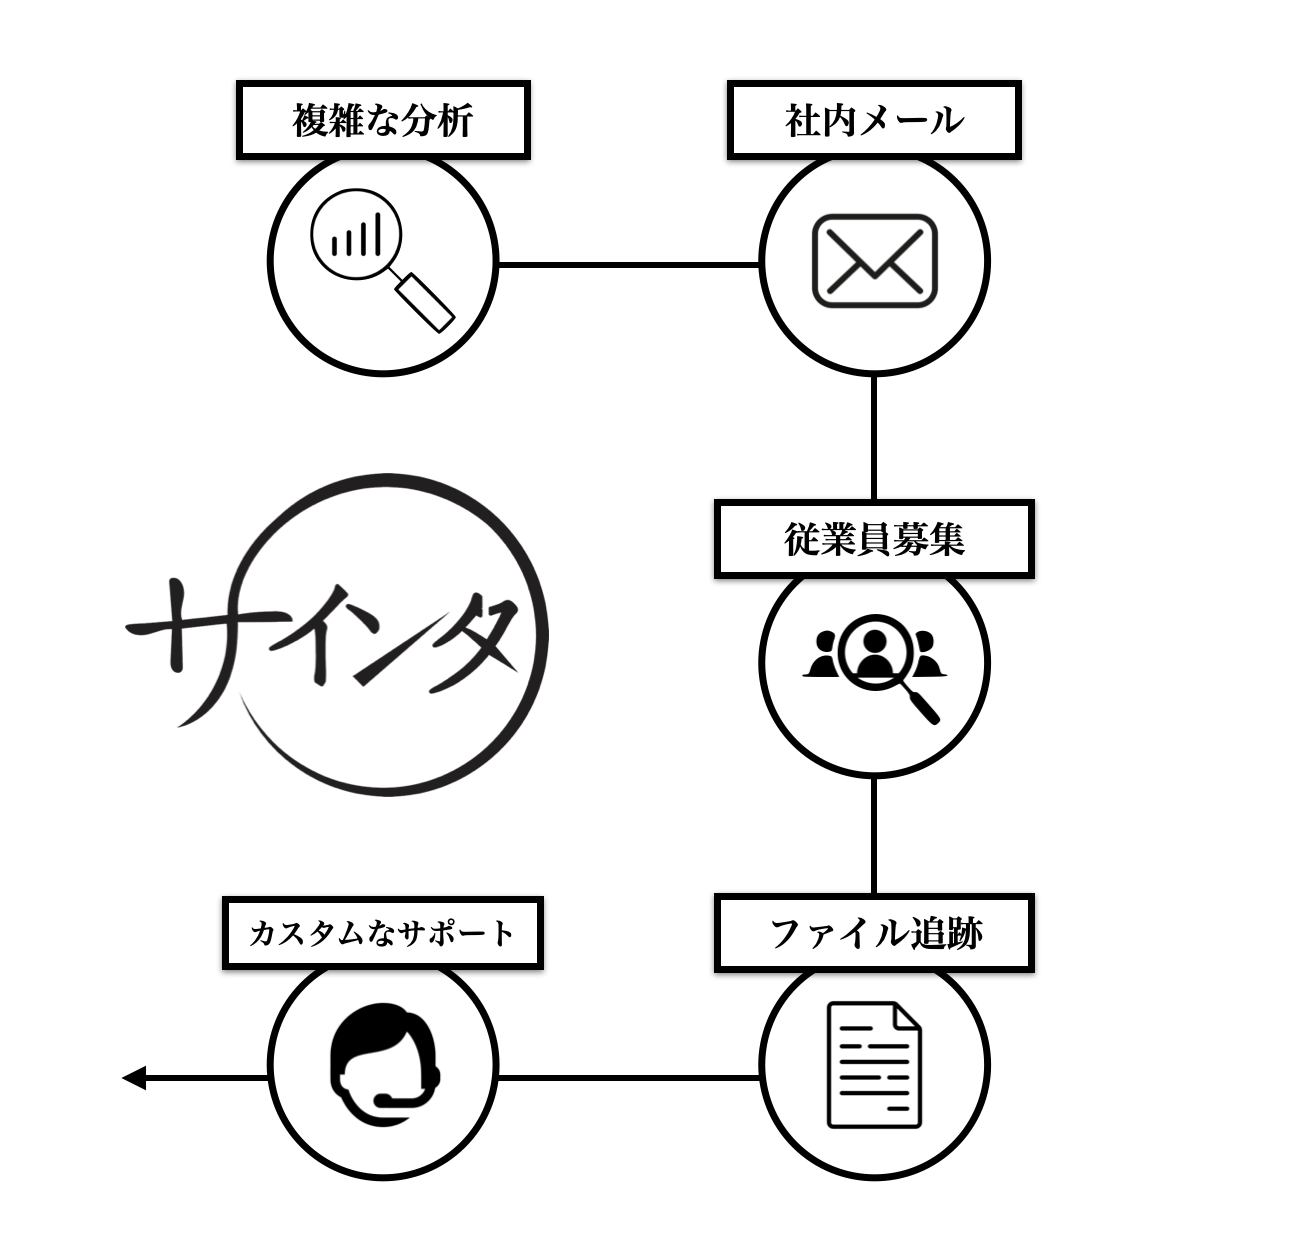 複雑な分析
社内メール
従業員募集
サインタ
カスタムなサポート
ファイル追跡